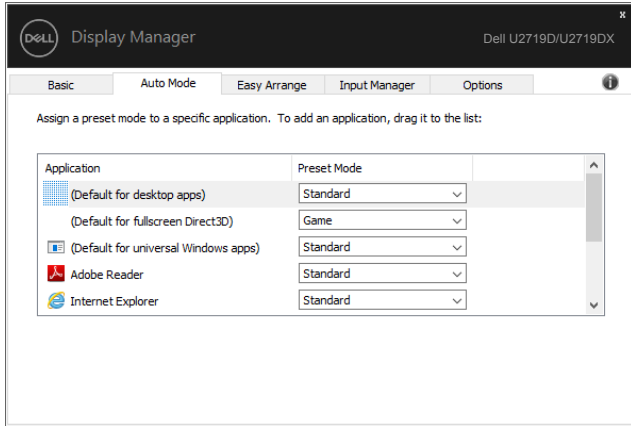 x
DELL Display Manager
Dell U2719D/U2719DX
Basic Auto Mode Easy Arrange Input Manager Options i
Assign a preset mode to a specific application. To add an application, drag it to the list:
Application Preset Mode
(Default for desktop apps) Standard
(Default for fullscreen Direct3D) Game
(Default for universal Windows apps) Standard
Adobe Reader Standard
Internet Explorer Standard